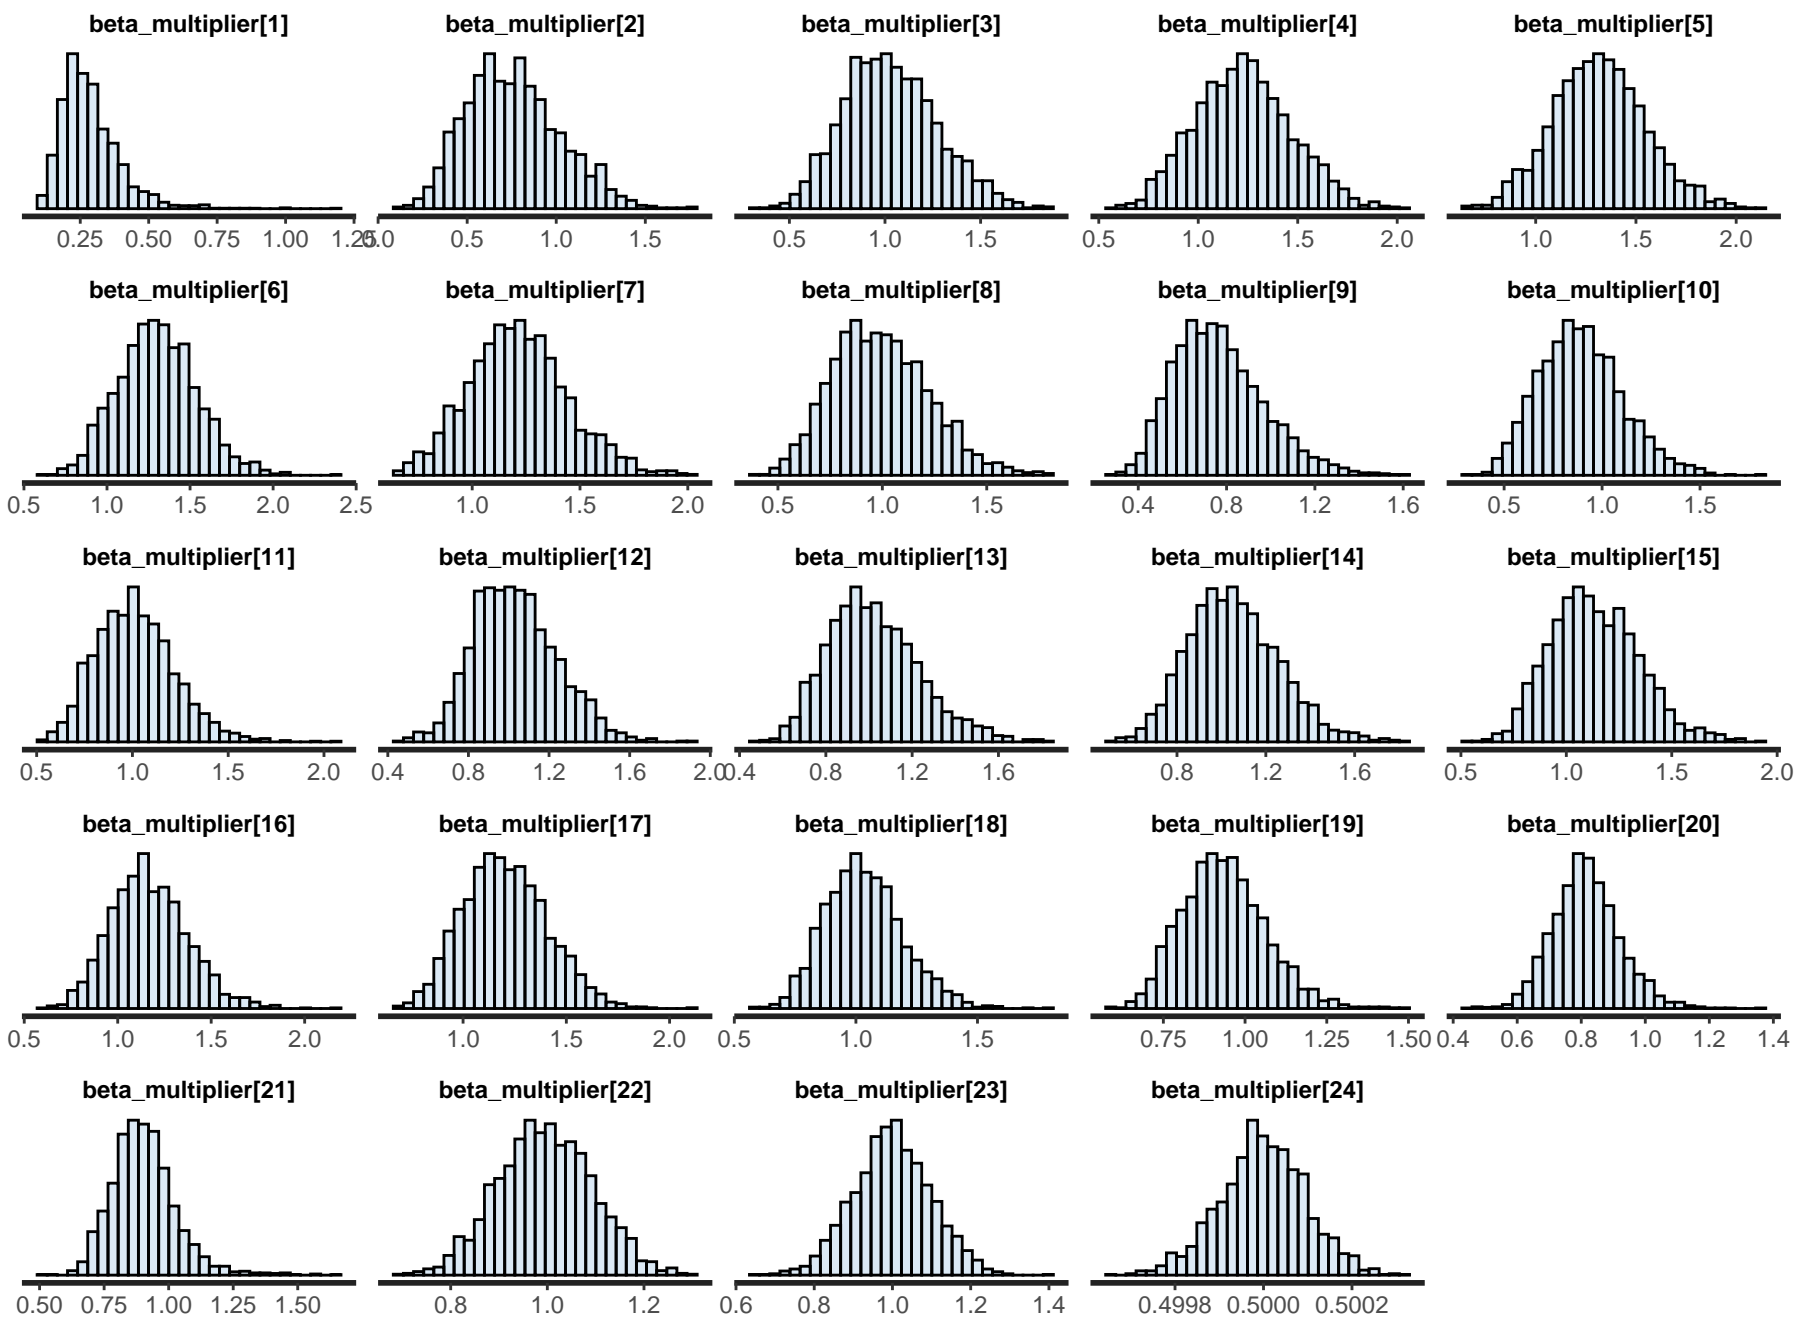 beta_multiplier[1] beta_multiplier[2] beta_multiplier[3] beta_multiplier[4] beta_multiplier[5]
0.25 0.50 0.75 1.00 1.25 0.0 0.5 1.0 1.5 0.5 1.0 1.5 0.5 1.0 1.5 2.0 1.0 1.5 2.0
beta_multiplier[6] beta_multiplier[7] beta_multiplier[8] beta_multiplier[9] beta_multiplier[10]
0.5 1.0 1.5 2.0 2.5 1.0 1.5 2.0 0.5 1.0 1.5 0.4 0.8 1.2 1.6 0.5 1.0 1.5
beta_multiplier[11] beta_multiplier[12] beta_multiplier[13] beta_multiplier[14] beta_multiplier[15]
0.5 1.0 1.5 2.0 0.4 0.8 1.2 1.6 2.0 0.4 0.8 1.2 1.6 0.8 1.2 1.6 0.5 1.0 1.5 2.0
beta_multiplier[16] beta_multiplier[17] beta_multiplier[18] beta_multiplier[19] beta_multiplier[20]
0.5 1.0 1.5 2.0 1.0 1.5 2.0 0.5 1.0 1.5 0.75 1.00 1.25 1.50 0.4 0.6 0.8 1.0 1.2 1.4
beta_multiplier[21] beta_multiplier[22] beta_multiplier[23] beta_multiplier[24]
0.50 0.75 1.00 1.25 1.50 0.8 1.0 1.2 0.6 0.8 1.0 1.2 1.4 0.4998 0.5000 0.5002